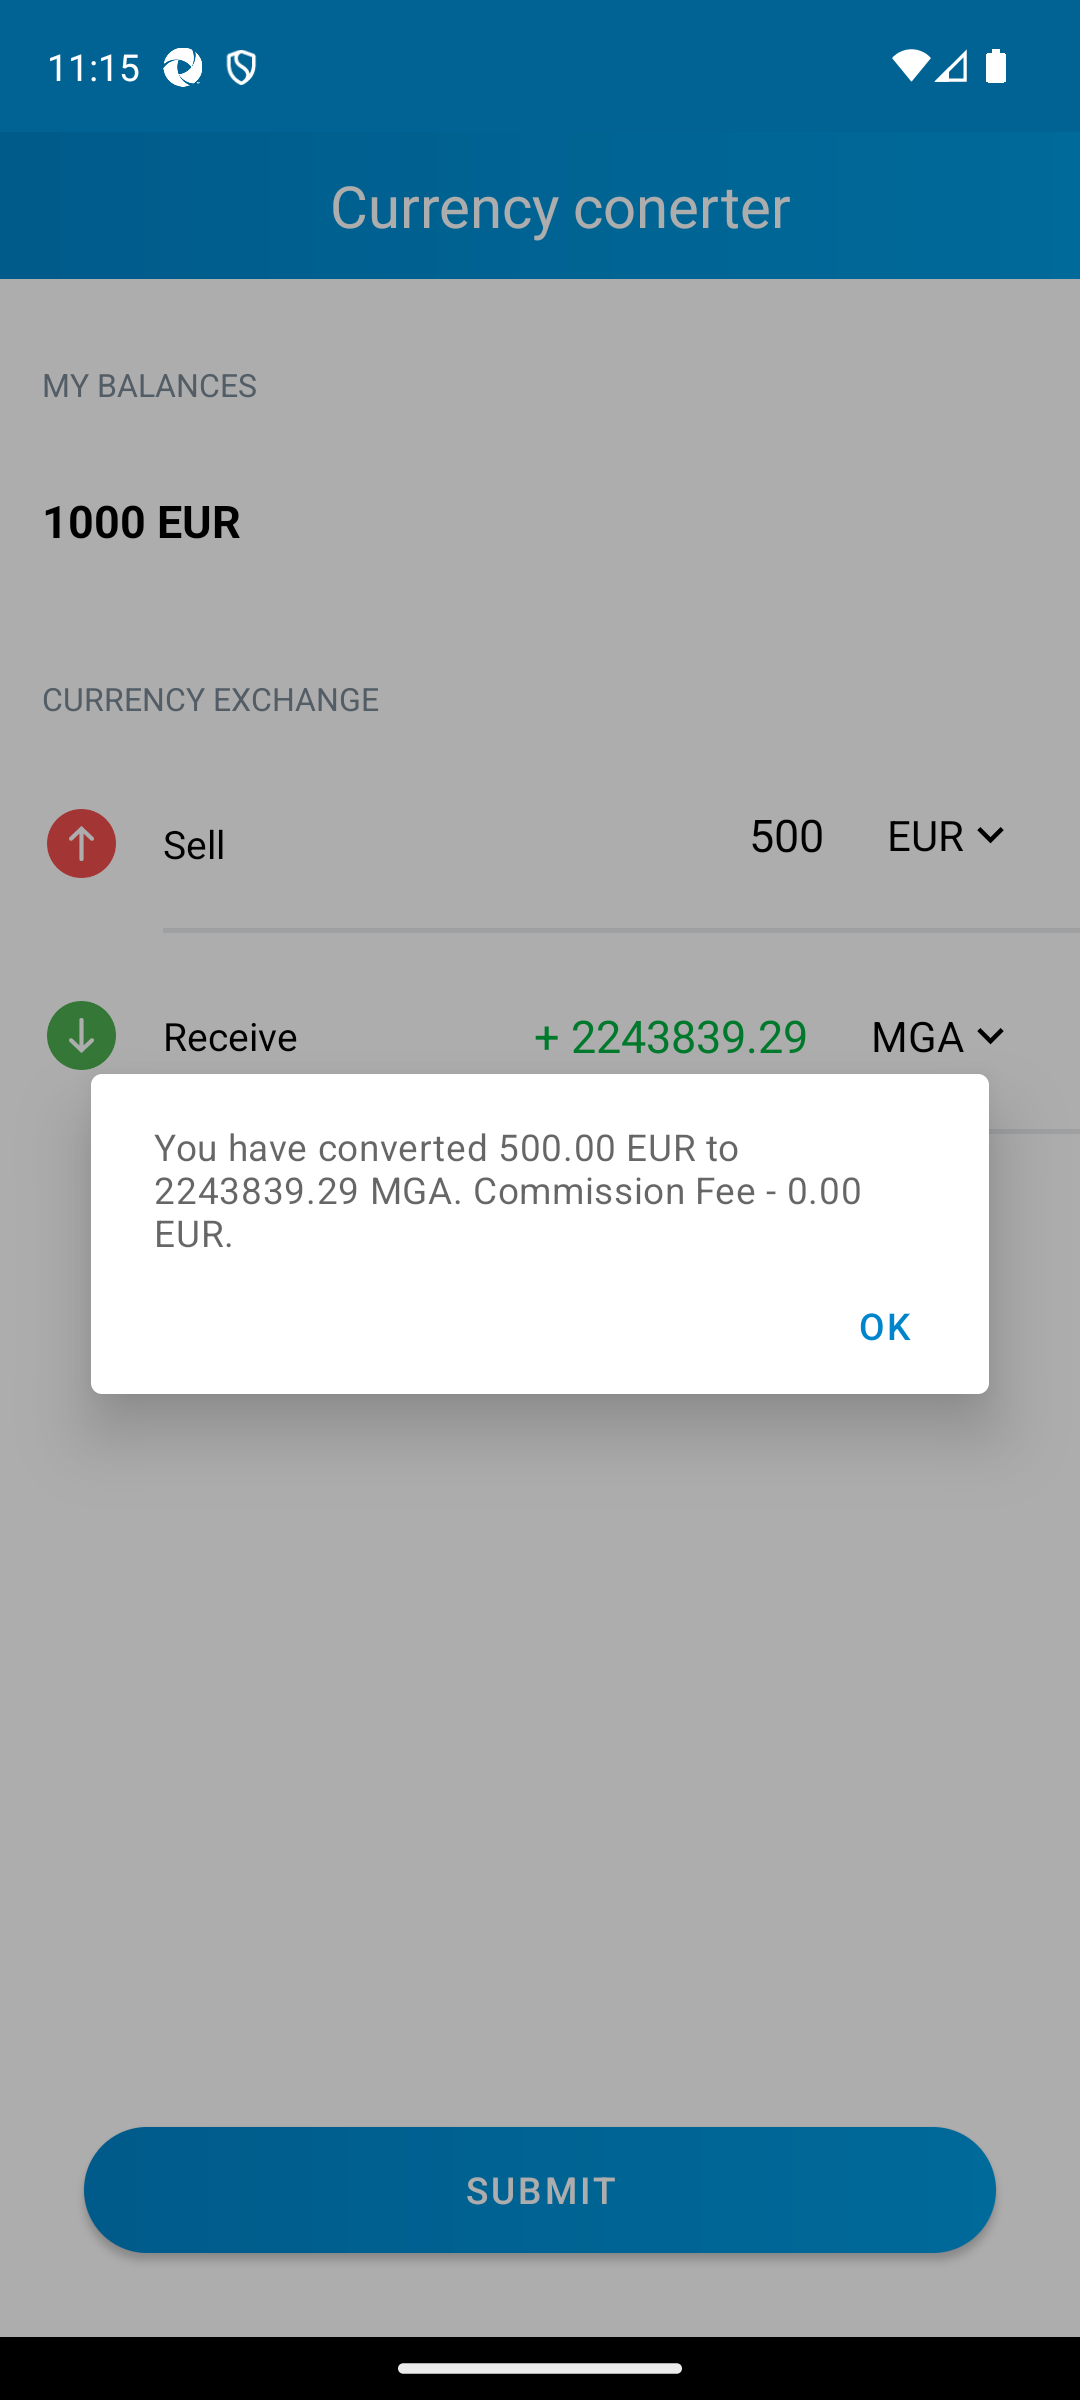 11:15
Currency conerter
MY BALANCES
1000 EUR
CURRENCY EXCHANGE
Sell 500 EUR
Receive + 2243839.29 MGA
You have converted 500.00 EUR to
2243839.29 MGA. Commission Fee - 0.00
EUR.
OK
SUBMIT